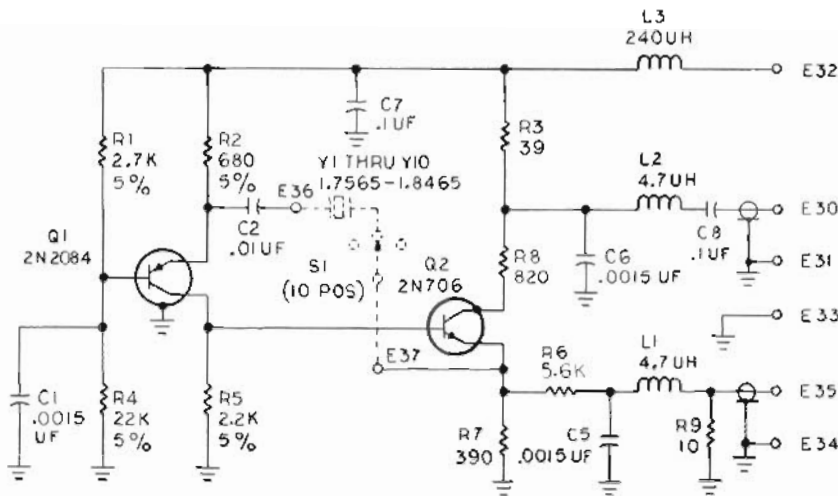 L3
240UH
E32
C7
.1UF
R1
2.7K
5%
R2
680
5%
R3
39
Y1 THRU Y10
1.7565-1.8465
E36
L2
4.7UH
E30
C2
.01UF
C8
.1UF
Q1
2N2084
S1
(10 POS)
Q2
2N706
R8
820
C6
.0015 UF
E31
E33
E37
R6
5.6K
L1
4.7UH
E35
C1
.0015
UF
R4
22K
5%
R5
2.2K
5%
R7
390
C5
.0015UF
R9
10
E34